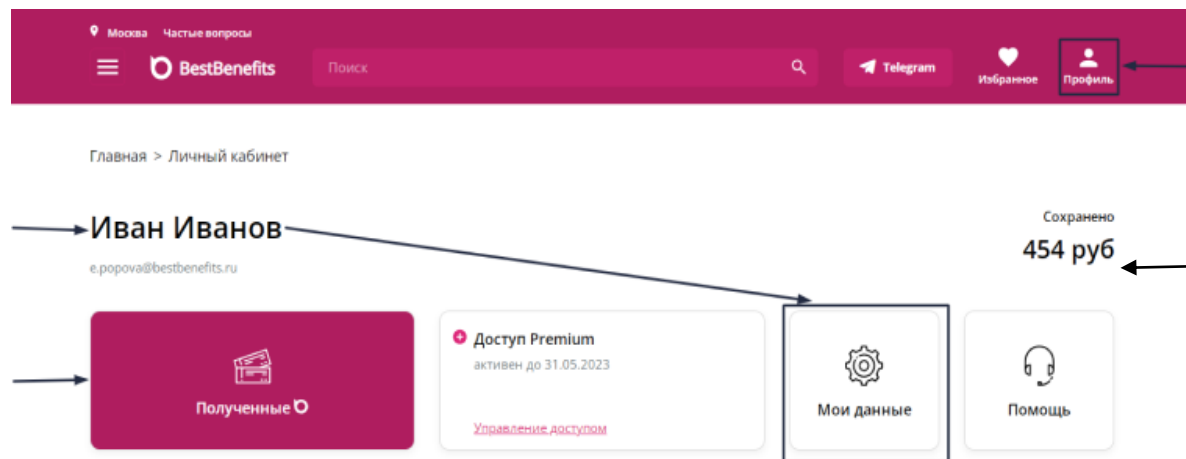 Москва Частые вопросы
BestBenefits
Поиск
Telegram
Избранное
Профиль
Главная > Личный кабинет
Иван Иванов
e.popova@bestbenefits.ru
Сохранено
454 руб
Полученные
Доступ Premium
активен до 31.05.2023
Управление доступом
Мои данные
Помощь